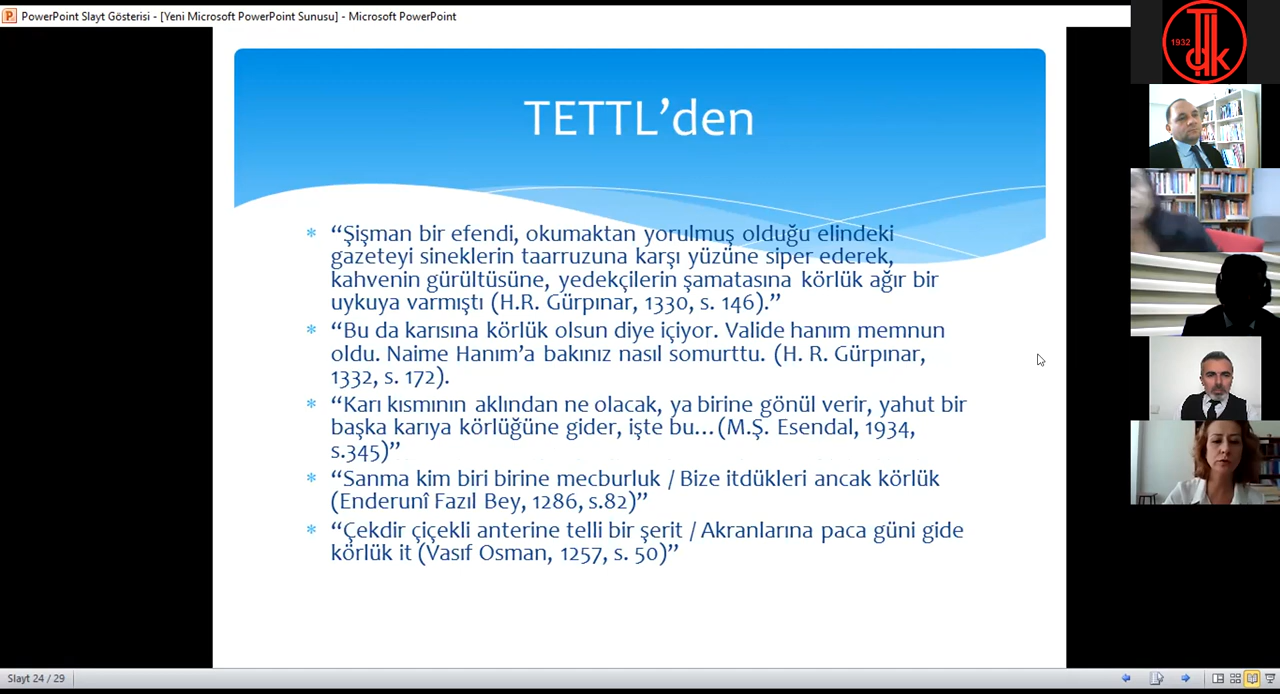 PowerPoint Slayt Gösterisi - [Yeni Microsoft PowerPoint Sunusu] - Microsoft PowerPoint
1932
TETTL’den
“Şişman bir efendi, okumaktan yorulmuş olduğu elindeki
gazeteyi sineklerin taarruzuna karşı yüzüne siper ederek,
kahvenin gürültüsüne, yedekçilerin şamatasına körlük ağır bir
uykuya varmıştı (H.R. Gürpınar, 1330, s. 146).”
“Bu da karısına körlük olsun diye içiyor. Valide hanım memnun
oldu. Naime Hanım’a bakınız nasıl somurttu. (H. R. Gürpınar,
1332, s. 172).
“Karı kısmının aklından ne olacak, ya birine gönül verir, yahut bir
başka karıya körlüğüne gider, işte bu…(M.Ş. Esendal, 1934,
s.345)”
“Sanma kim biri birine mecburluk / Bize itdükleri ancak körlük
(Enderunî Fazıl Bey, 1286, s.82)”
“Çekdir çiçekli anterine telli bir şerit / Akranlarına paca güni gide
körlük it (Vasıf Osman, 1257, s. 50)”
Slayt 24 / 29